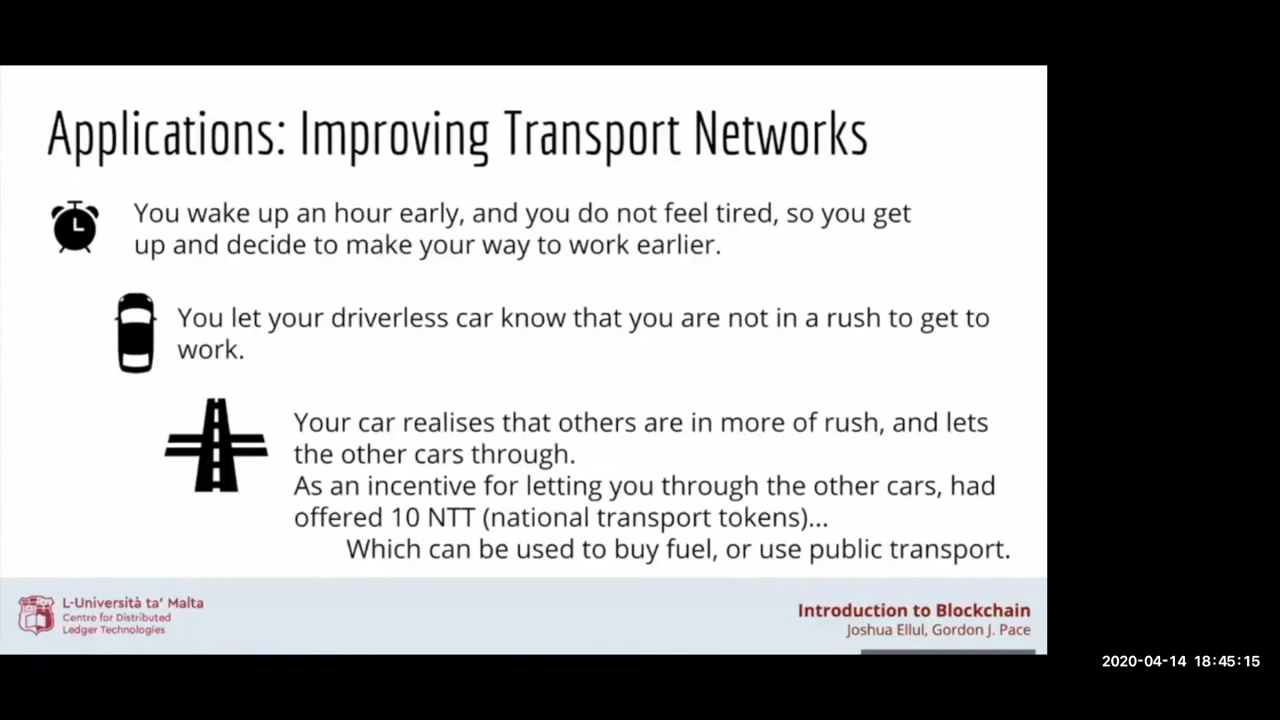 Applications: Improving Transport Networks
You wake up an hour early, and you do not feel tired, so you get
up and decide to make your way to work earlier.
You let your driverless car know that you are not in a rush to get to
work.
Your car realises that others are in more of rush, and lets
the other cars through.
As an incentive for letting you through the other cars, had
offered 10 NTT (national transport tokens)...
Which can be used to buy fuel, or use public transport.
L-Università ta' Malta
Centre for Distributed
Ledger Technologies
Introduction to Blockchain
Joshua Ellul, Gordon J. Pace
2020-04-14 18:45:15